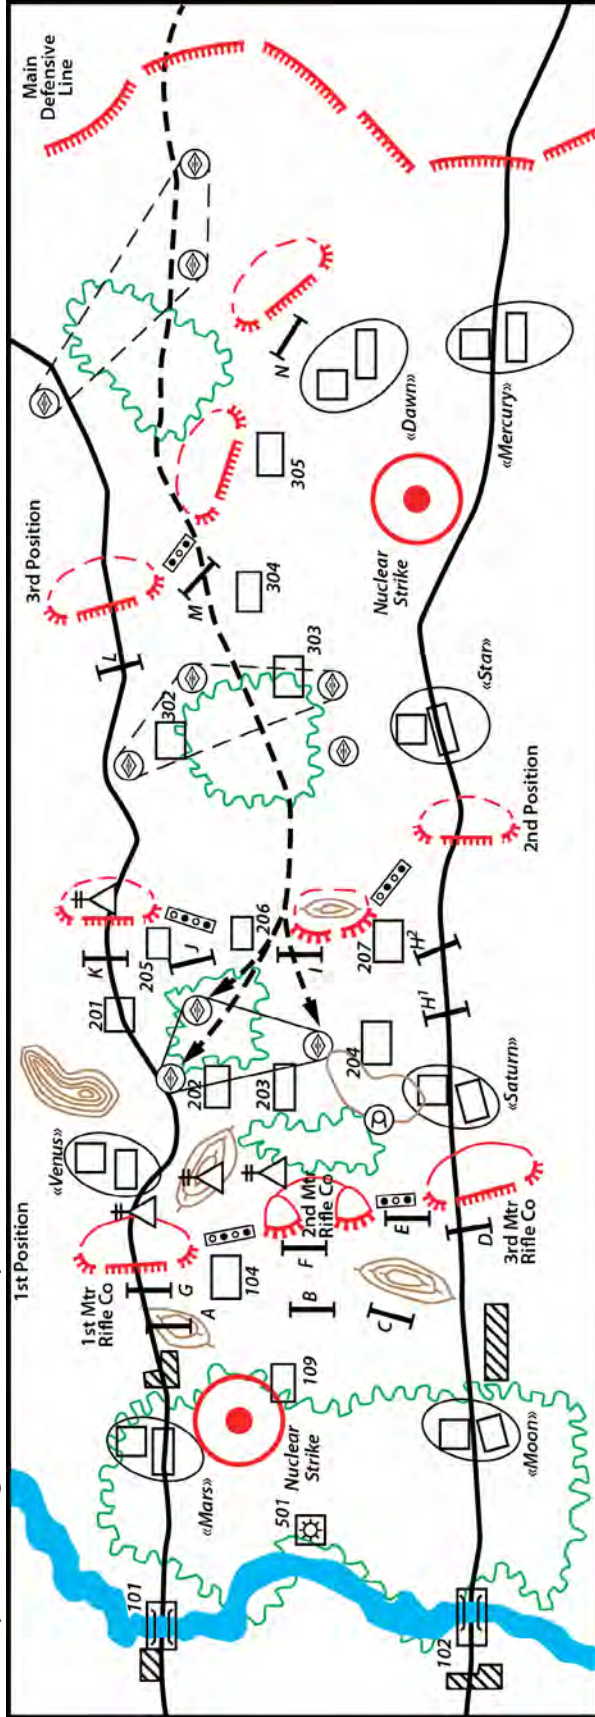 1st Position
3rd Position
Main
Defensive
Line
1st Mtr
Rifle Co
«Venus»
101
«Mars»
A
G
104
201
K
205
J
L
302
202
203
206
M
303
304
305
N
501
Nuclear
Strike
109
B
F
2nd Mtr
Rifle Co
C
E
204
I
207
«Dawn»
Nuclear
Strike
102
«Moon»
D
3rd Mtr
Rifle Co
«Saturn»
H1
H2
2nd Position
«Star»
«Mercury»